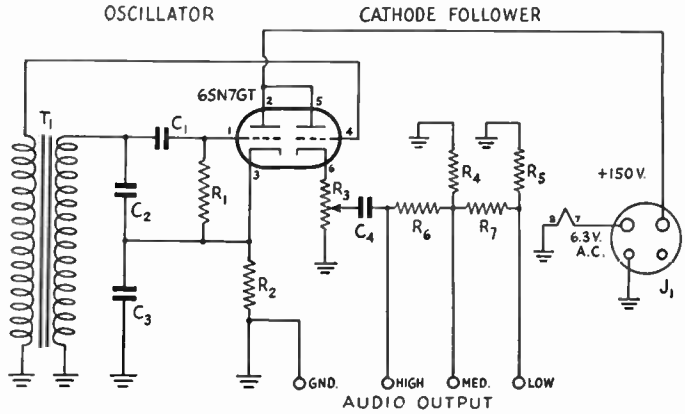 OSCILLATOR
CATHODE FOLLOWER
6SN7GT
2
5
T1
C1
1
4
3
6
R1
R3
R4
R5
+150 V.
C2
C4
R6
R7
8
7
6.3 V.
A.C.
J1
C3
R2
GND.
HIGH
MED.
LOW
AUDIO OUTPUT